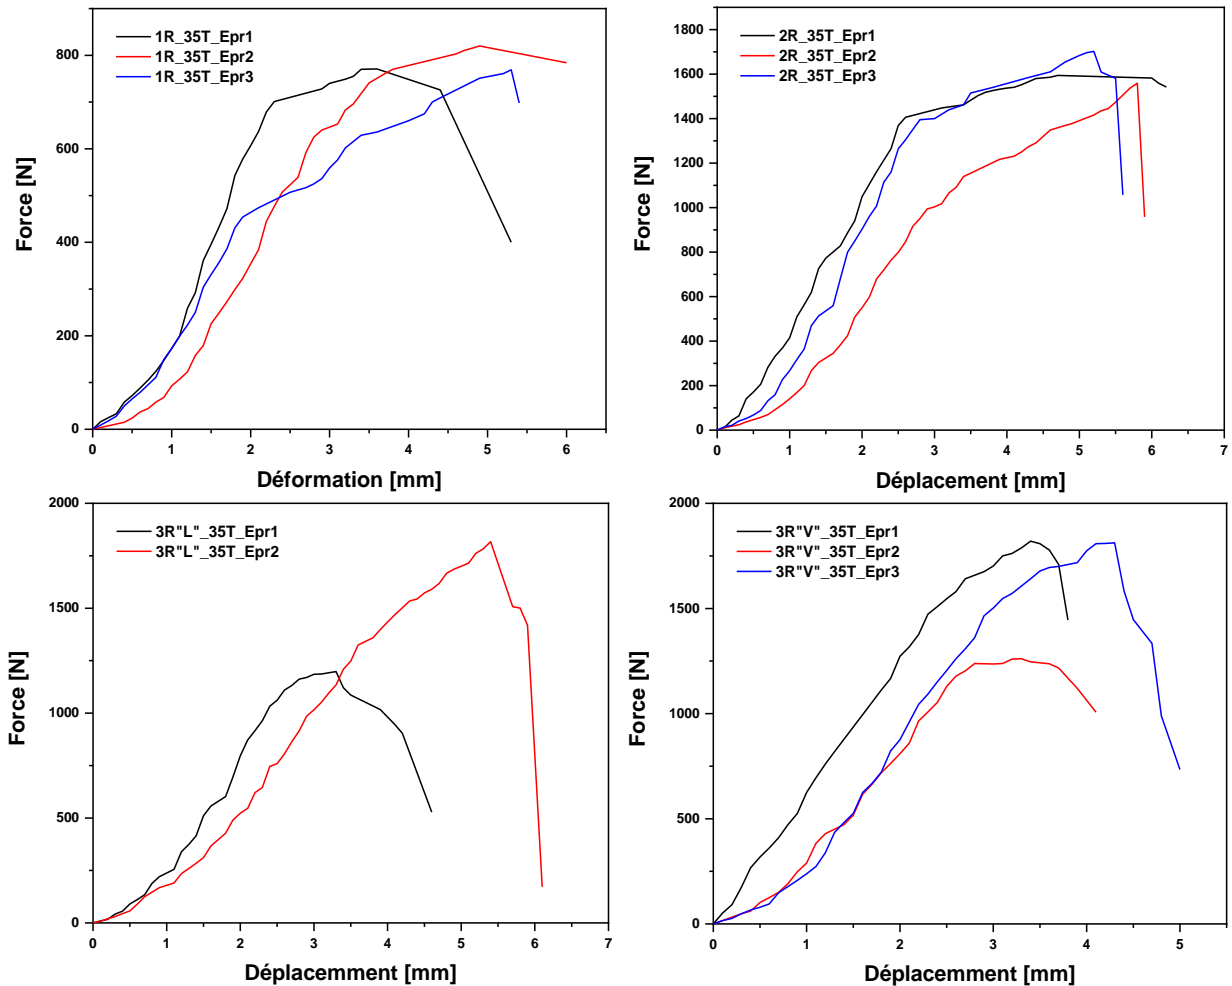 1R_35T_Epr1
1R_35T_Epr2
1R_35T_Epr3
Force [N]
800
600
400
200
0
0 1 2 3 4 5 6
Déformation [mm]
2R_35T_Epr1
2R_35T_Epr2
2R_35T_Epr3
Force [N]
1800
1600
1400
1200
1000
800
600
400
200
0
0 1 2 3 4 5 6 7
Déplacement [mm]
3R"L"_35T_Epr1
3R"L"_35T_Epr2
Force [N]
2000
1500
1000
500
0
0 1 2 3 4 5 6 7
Déplacemment [mm]
3R"V"_35T_Epr1
3R"V"_35T_Epr2
3R"V"_35T_Epr3
Force [N]
2000
1500
1000
500
0
0 1 2 3 4 5
Déplacemment [mm]